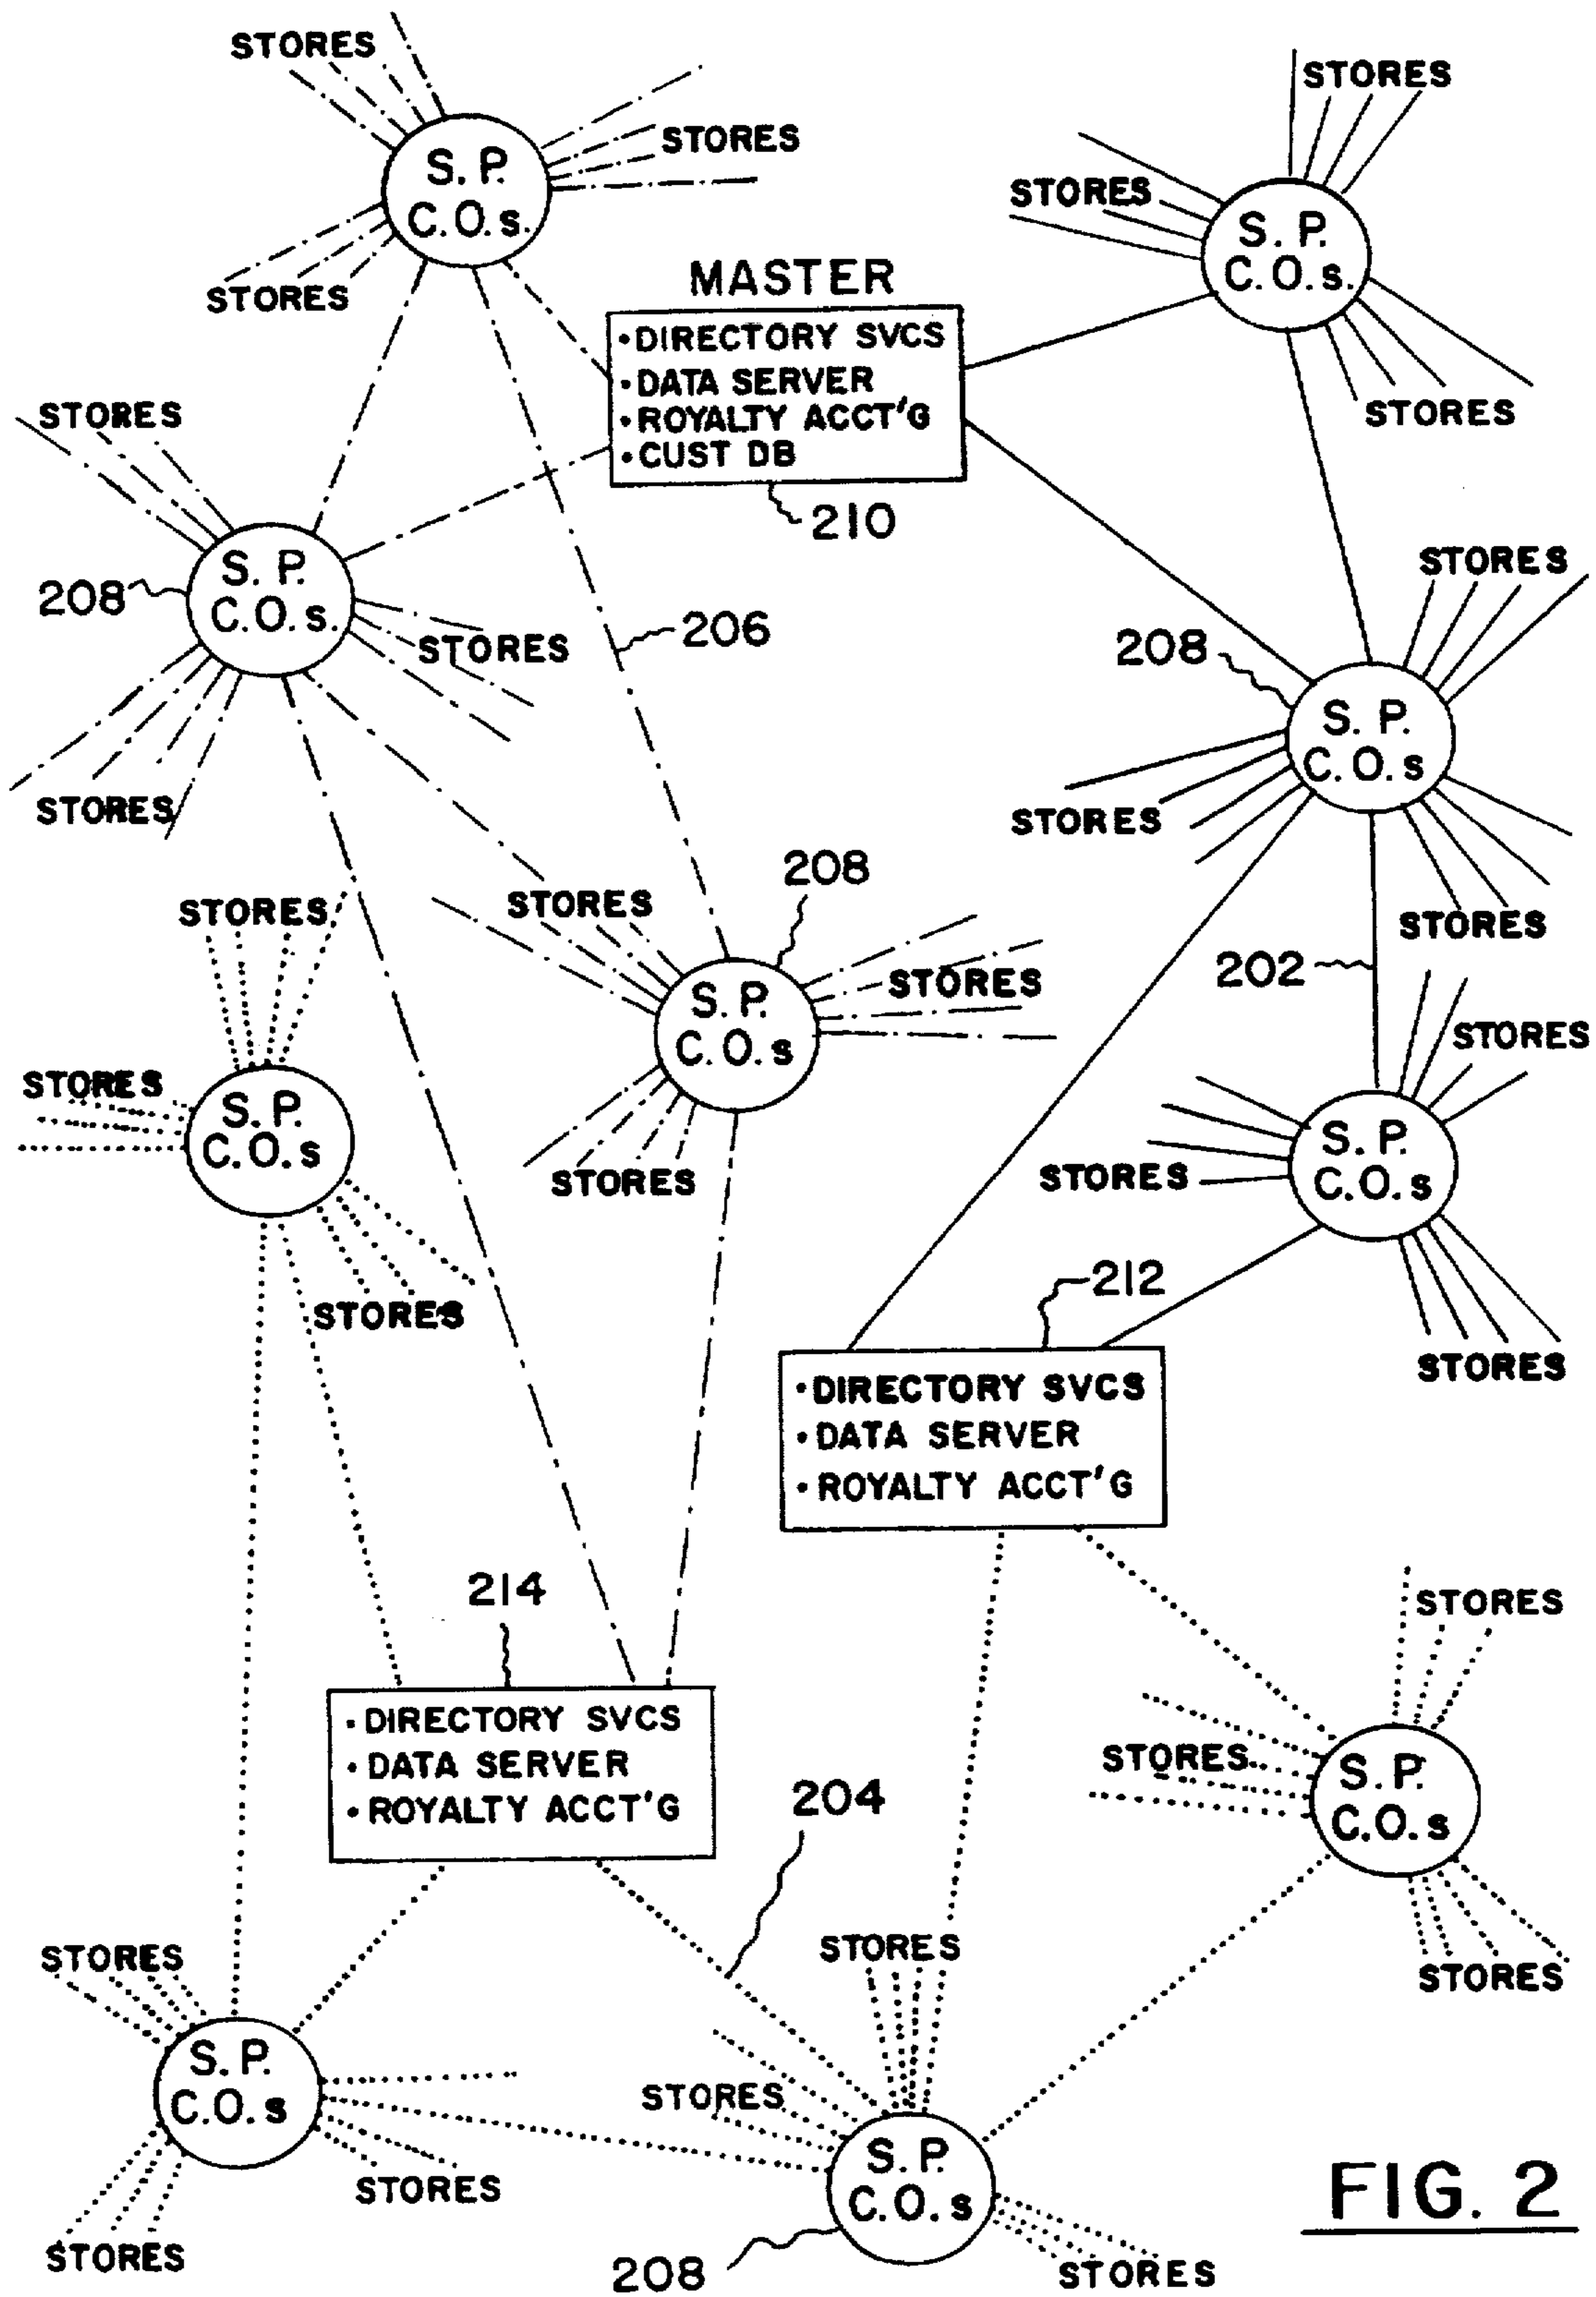 STORES
STORES
STORES
S.P.
C.O.s.
STORES
STORES
S.P.
C.O.s.
STORES
STORES
MASTER
•DIRECTORY SVCS
•DATA SERVER
•ROYALTY ACCT'G
•CUST DB
210
STORES
S.P.
C.O.s.
208
STORES
STORES
206
STORES
208
S.P.
C.O.s
STORES
STORES
202
STORES
208
STORES
S.P.
C.O.s
STORES
STORES
STORES
S.P.
C.O.s
STORES
STORES
STORES
S.P.
C.O.s
STORES
STORES
212
•DIRECTORY SVCS
•DATA SERVER
•ROYALTY ACCT'G
214
•DIRECTORY SVCS
•DATA SERVER
•ROYALTY ACCT'G
204
STORES
STORES
S.P.
C.O.s
STORES
STORES
S.P.
C.O.s
STORES
STORES
STORES
STORES
S.P.
C.O.s
208
STORES
FIG. 2